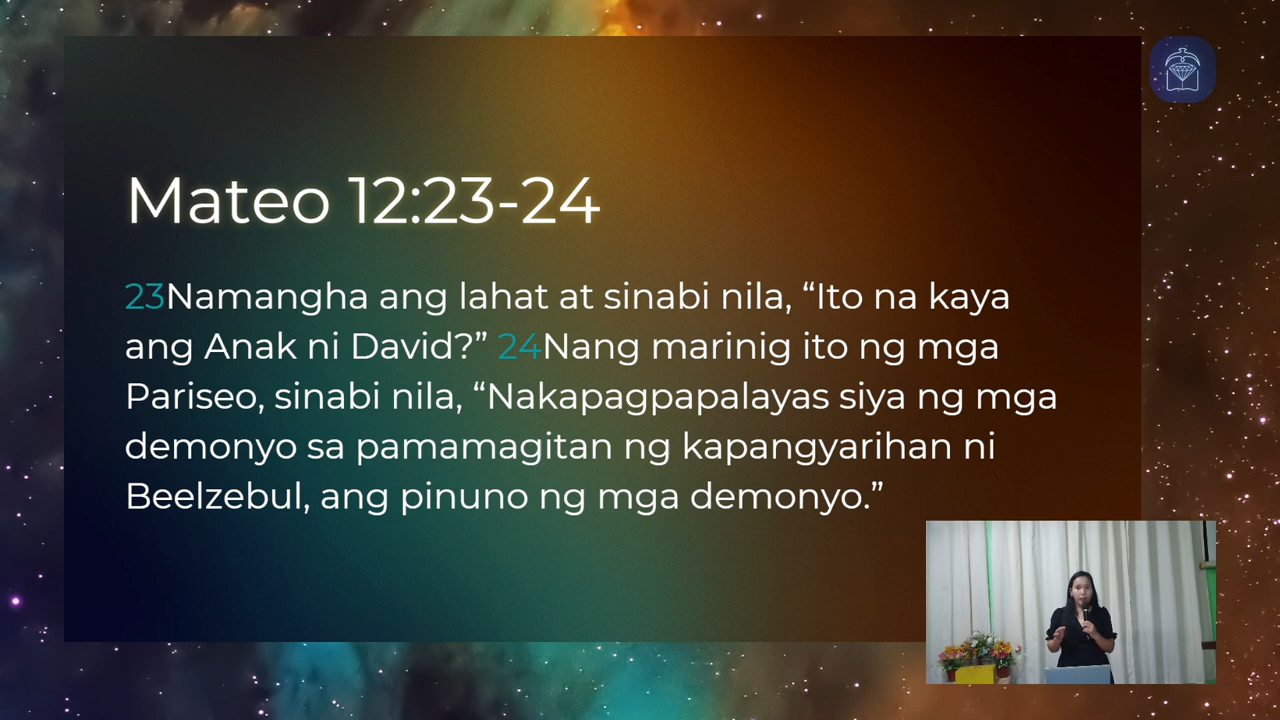 Mateo 12:23-24
23Namangha ang lahat at sinabi nila, “Ito na kaya
ang Anak ni David?” 24Nang marinig ito ng mga
Pariseo, sinabi nila, “Nakapagpapalayas siya ng mga
demonyo sa pamamagitan ng kapangyarihan ni
Beelzebul, ang pinuno ng mga demonyo.”